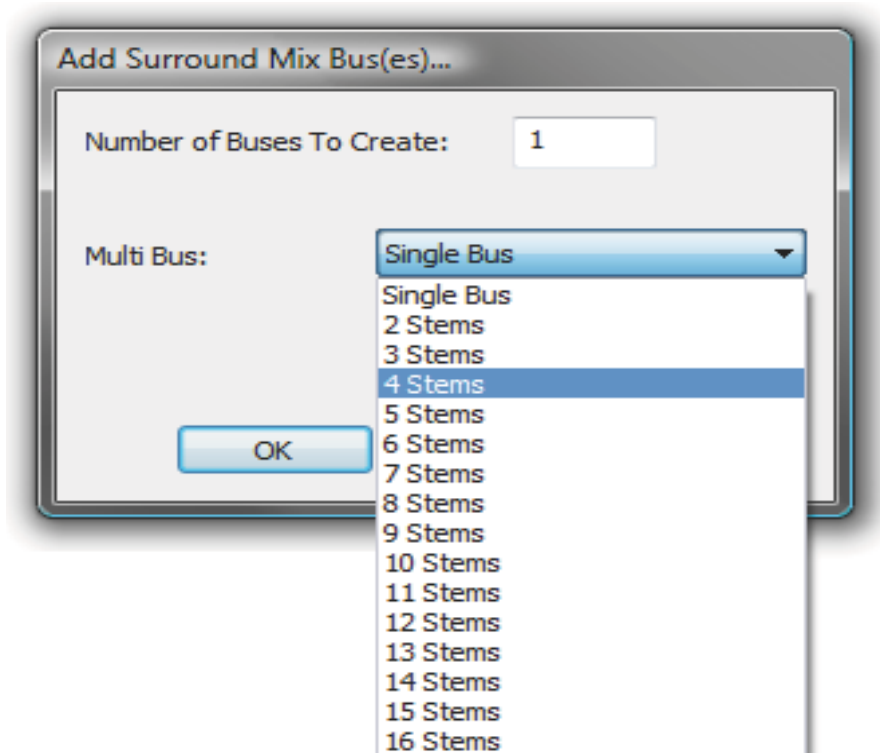 Add Surround Mix Bus(es)...
Number of Buses To Create: 1
Multi Bus: Single Bus
Single Bus
2 Stems
3 Stems
4 Stems
5 Stems
OK
6 Stems
7 Stems
8 Stems
9 Stems
10 Stems
11 Stems
12 Stems
13 Stems
14 Stems
15 Stems
16 Stems